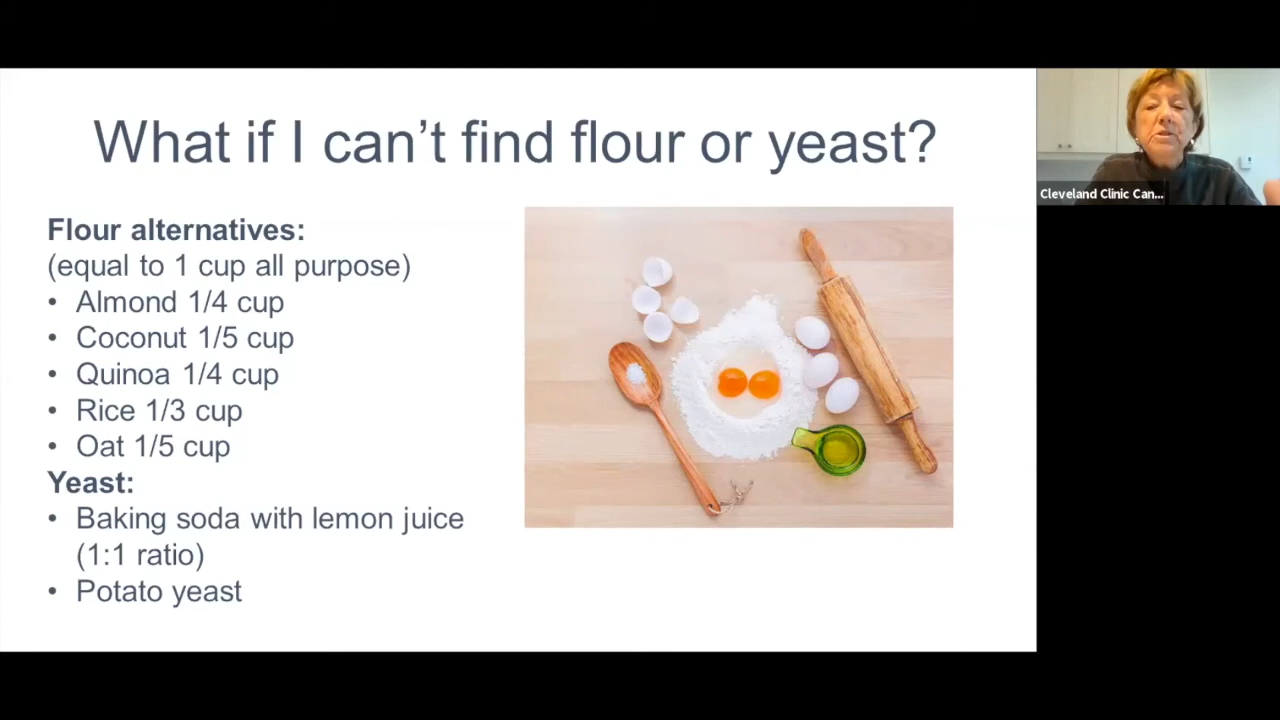 What if I can't find flour or yeast?
Flour alternatives:
(equal to 1 cup all purpose)
• Almond 1/4 cup
• Coconut 1/5 cup
• Quinoa 1/4 cup
• Rice 1/3 cup
• Oat 1/5 cup
Yeast:
• Baking soda with lemon juice
(1:1 ratio)
• Potato yeast
Cleveland Clinic Can...